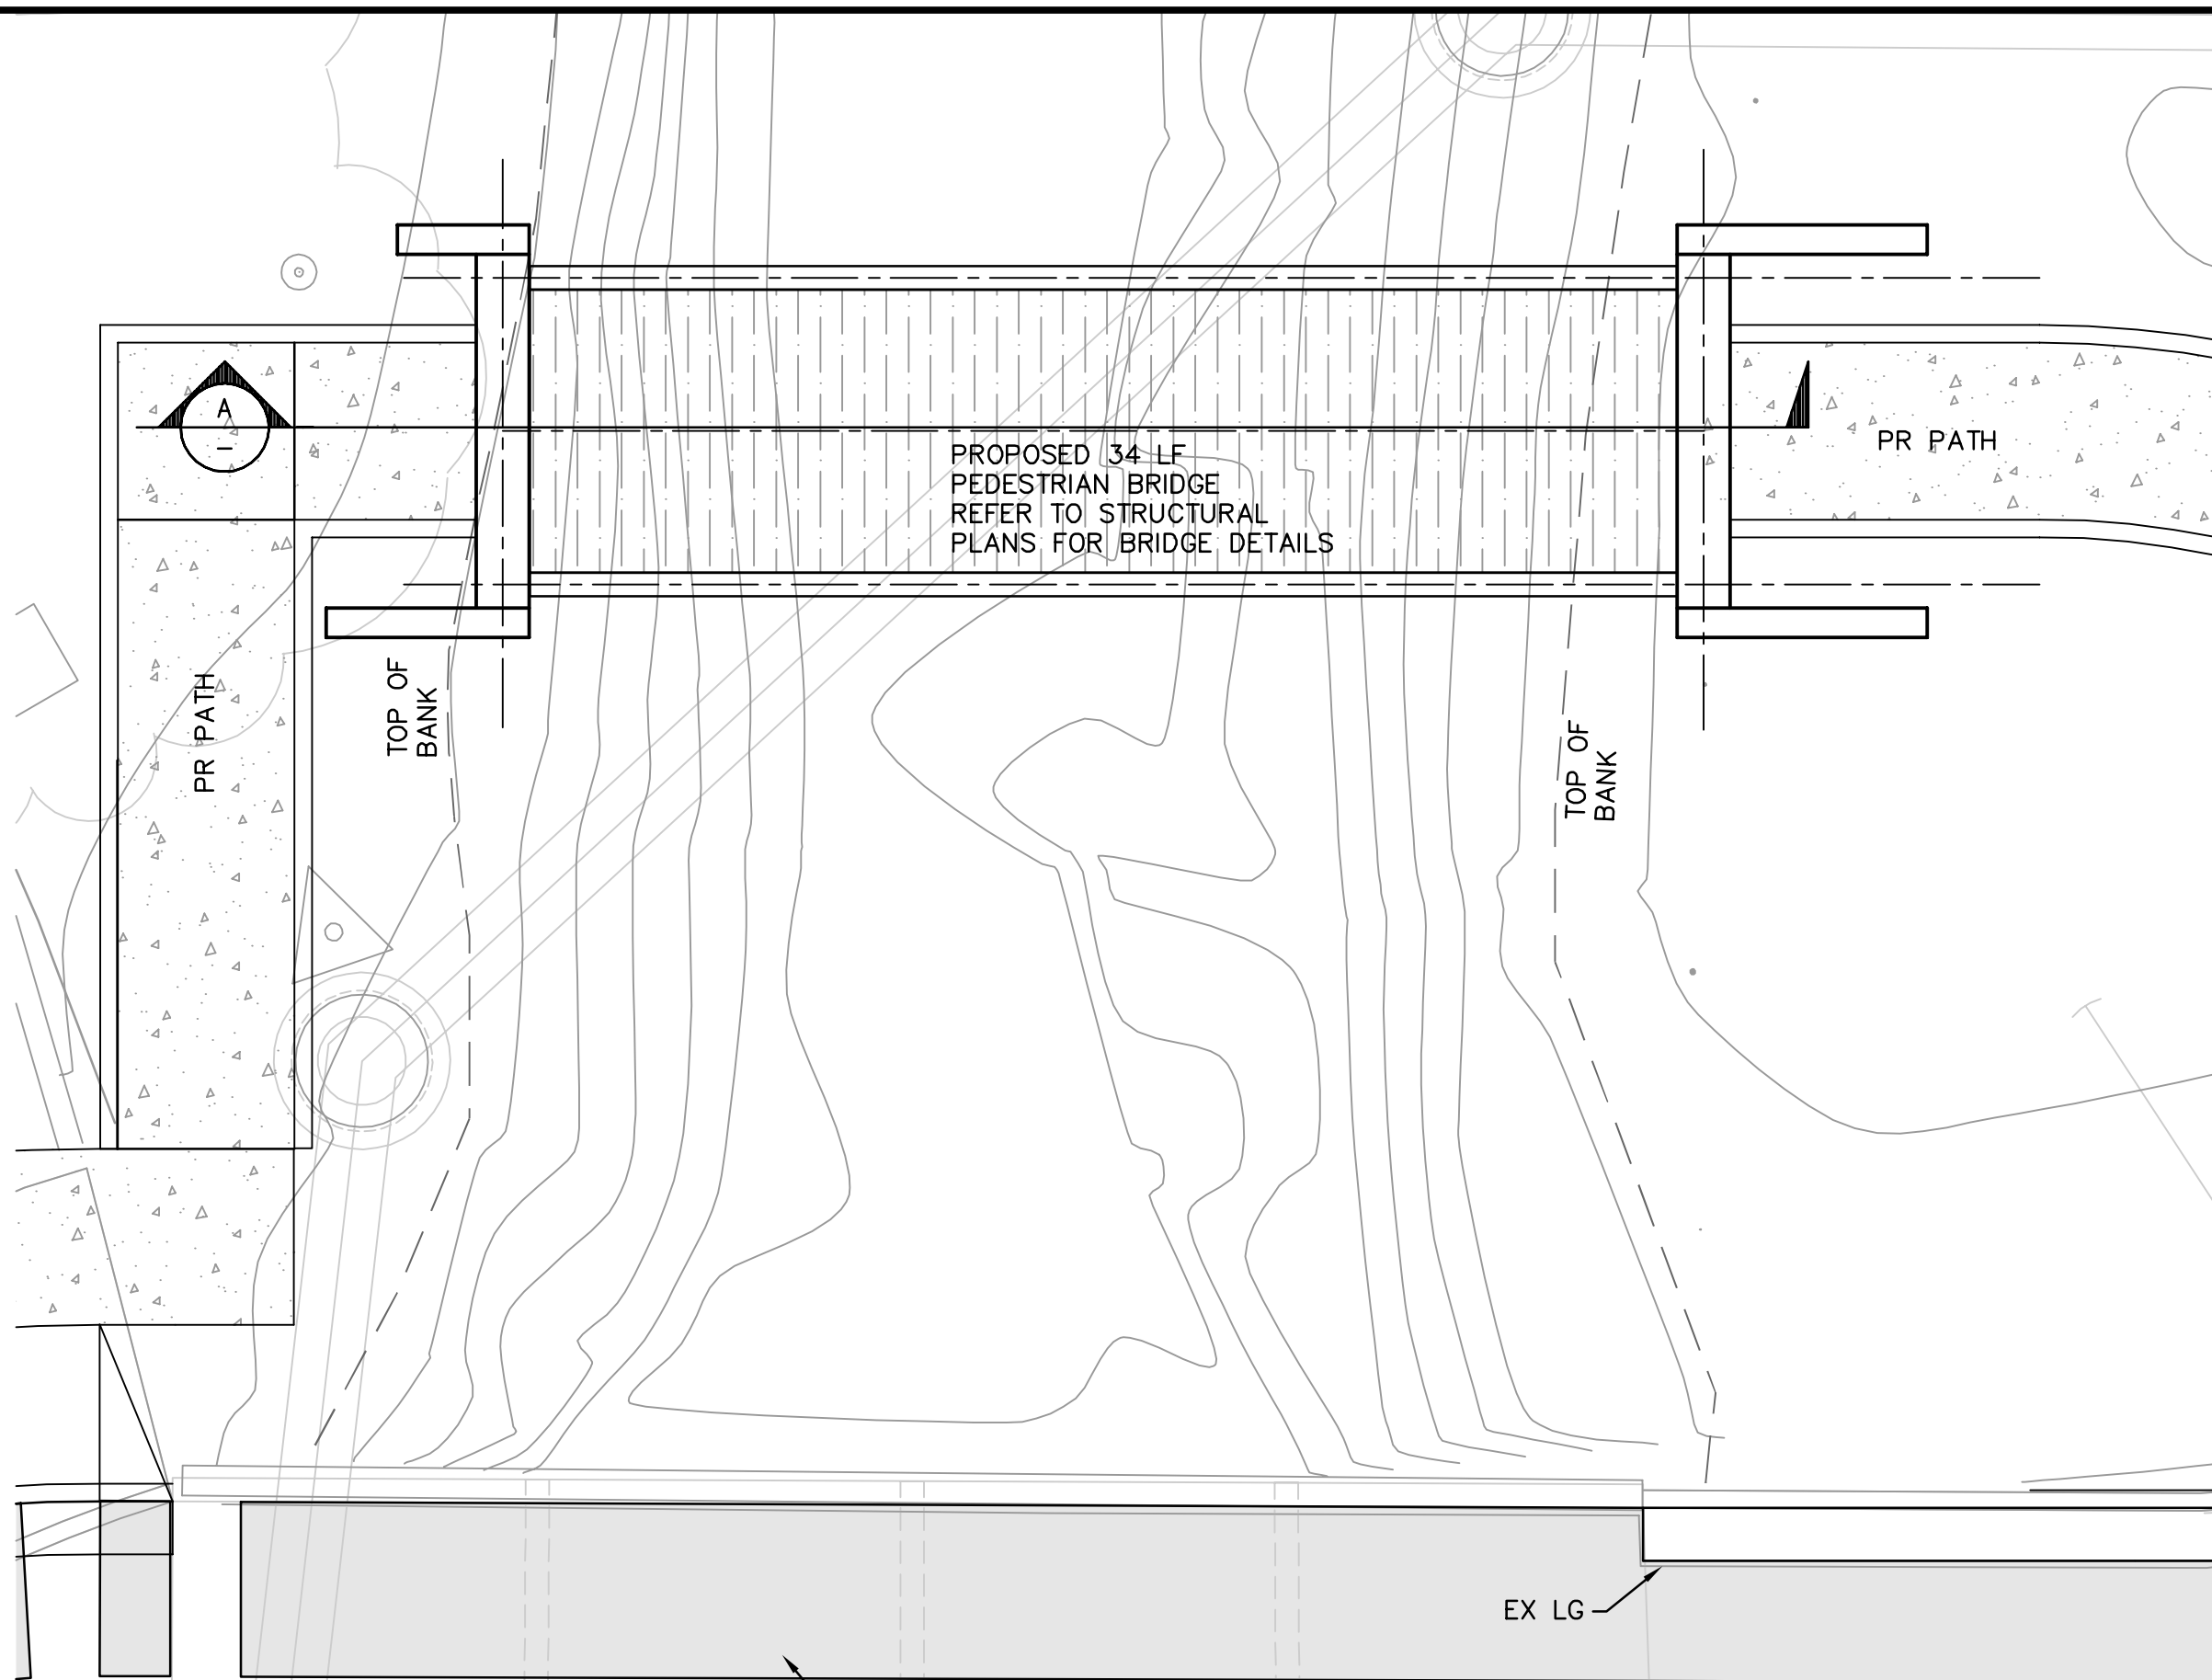 A
—
PROPOSED 34 LF
PEDESTRIAN BRIDGE
REFER TO STRUCTURAL
PLANS FOR BRIDGE DETAILS
PR PATH
PR PATH
TOP OF
BANK
TOP OF
BANK
EX LG